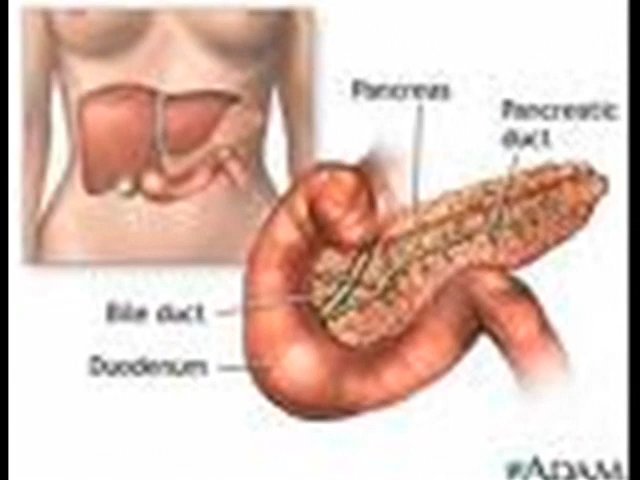 Pancreas
Pancreatic
duct
Bile duct
Duodenum
ADAM